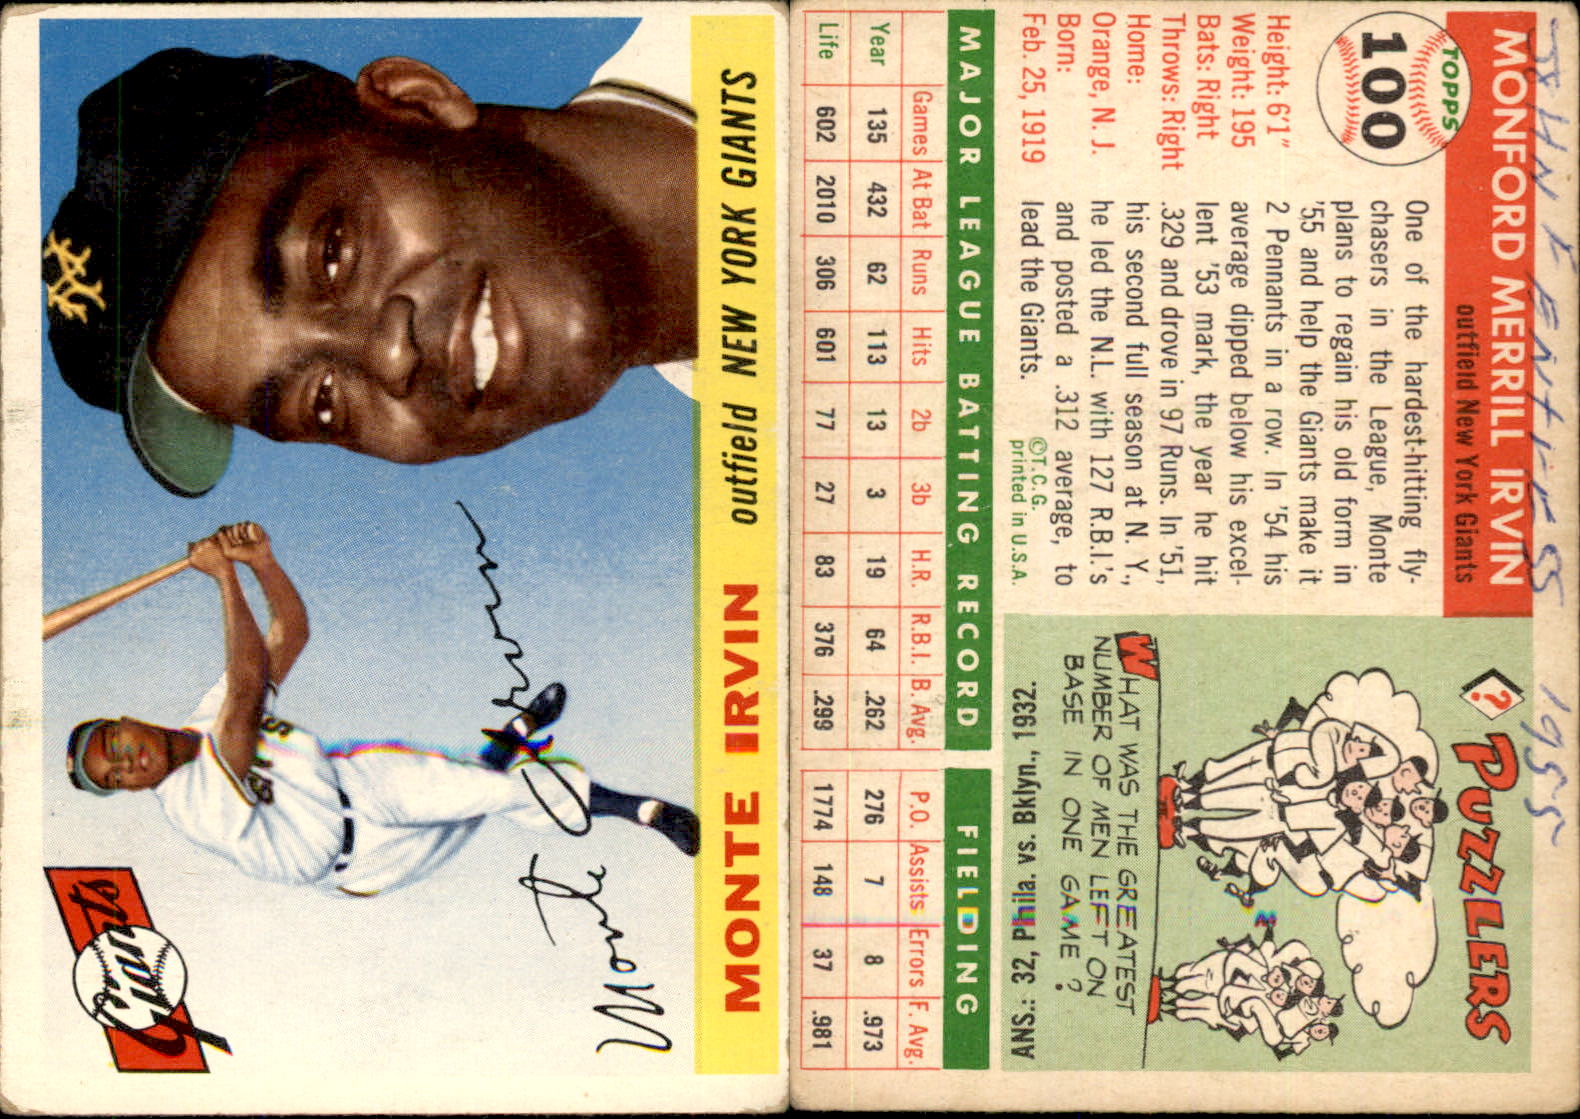 MONTE IRVIN
outfield NEW YORK GIANTS
Monte Irvin
Giants
GIANTS
NY
TOPPS
100
MONFORD MERRILL IRVIN
outfield New York Giants
Height: 6'1"
Weight: 195
Bats: Right
Throws: Right
Home:
Orange, N. J.
Born:
Feb. 25, 1919
One of the hardest-hitting fly-
chasers in the League, Monte
plans to regain his old form in
'55 and help the Giants make it
2 Pennants in a row. In '54 his
average dipped below his excel-
lent '53 mark, the year he hit
.329 and drove in 97 Runs. In '51,
his second full season at N. Y.,
he led the N.L. with 127 R.B.I.'s
and posted a .312 average, to
lead the Giants.
©T.C.G.
printed in U.S.A.
PUZZLERS
?
WHAT WAS THE GREATEST
NUMBER OF MEN LEFT ON
BASE IN ONE GAME?
ANS.: 32, Phila. vs. Bklyn., 1932.
MAJOR LEAGUE BATTING RECORD FIELDING
Games At Bat Runs Hits 2b 3b H.R. R.B.I. B. Avg. P.O. Assists Errors F. Avg.
Year 135 432 62 113 13 3 19 64 .262 276 7 8 .973
Life 602 2010 306 601 77 27 83 376 .299 1774 148 37 .981
1955